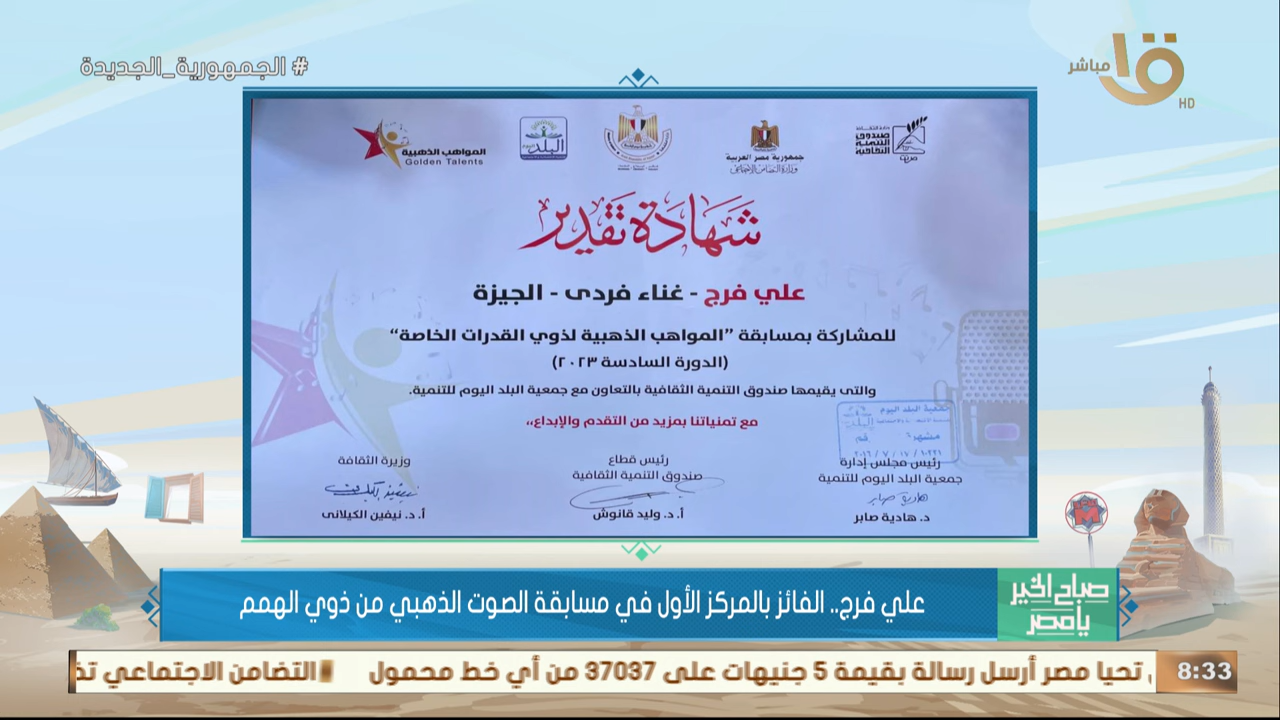 #الجمهورية_الجديدة
مباشر
HD
المواهب الذهبية
Golden Talents
البلد
جمهورية مصر العربية
وزارة التضامن الاجتماعي
صندوق
التنمية
الثقافية
شهادة تقدير
علي فرج - غناء فردى - الجيزة
للمشاركة بمسابقة "المواهب الذهبية لذوي القدرات الخاصة"
(الدورة السادسة ٢٠٢٣)
والتى يقيمها صندوق التنمية الثقافية بالتعاون مع جمعية البلد اليوم للتنمية.
مع تمنياتنا بمزيد من التقدم والإبداع،،
جمعية البلد اليوم
مشهرة
رئيس مجلس إدارة
جمعية البلد اليوم للتنمية
د. هادية صابر
رئيس قطاع
صندوق التنمية الثقافية
أ.د. وليد قانوش
وزيرة الثقافة
أ. د. نيفين الكيلانى
صباح الخير
يا مصر
علي فرج.. الفائز بالمركز الأول في مسابقة الصوت الذهبي من ذوي الهمم
8:33
تحيا مصر أرسل رسالة بقيمة 5 جنيهات على 37037 من أي خط محمول
التضامن الاجتماعي